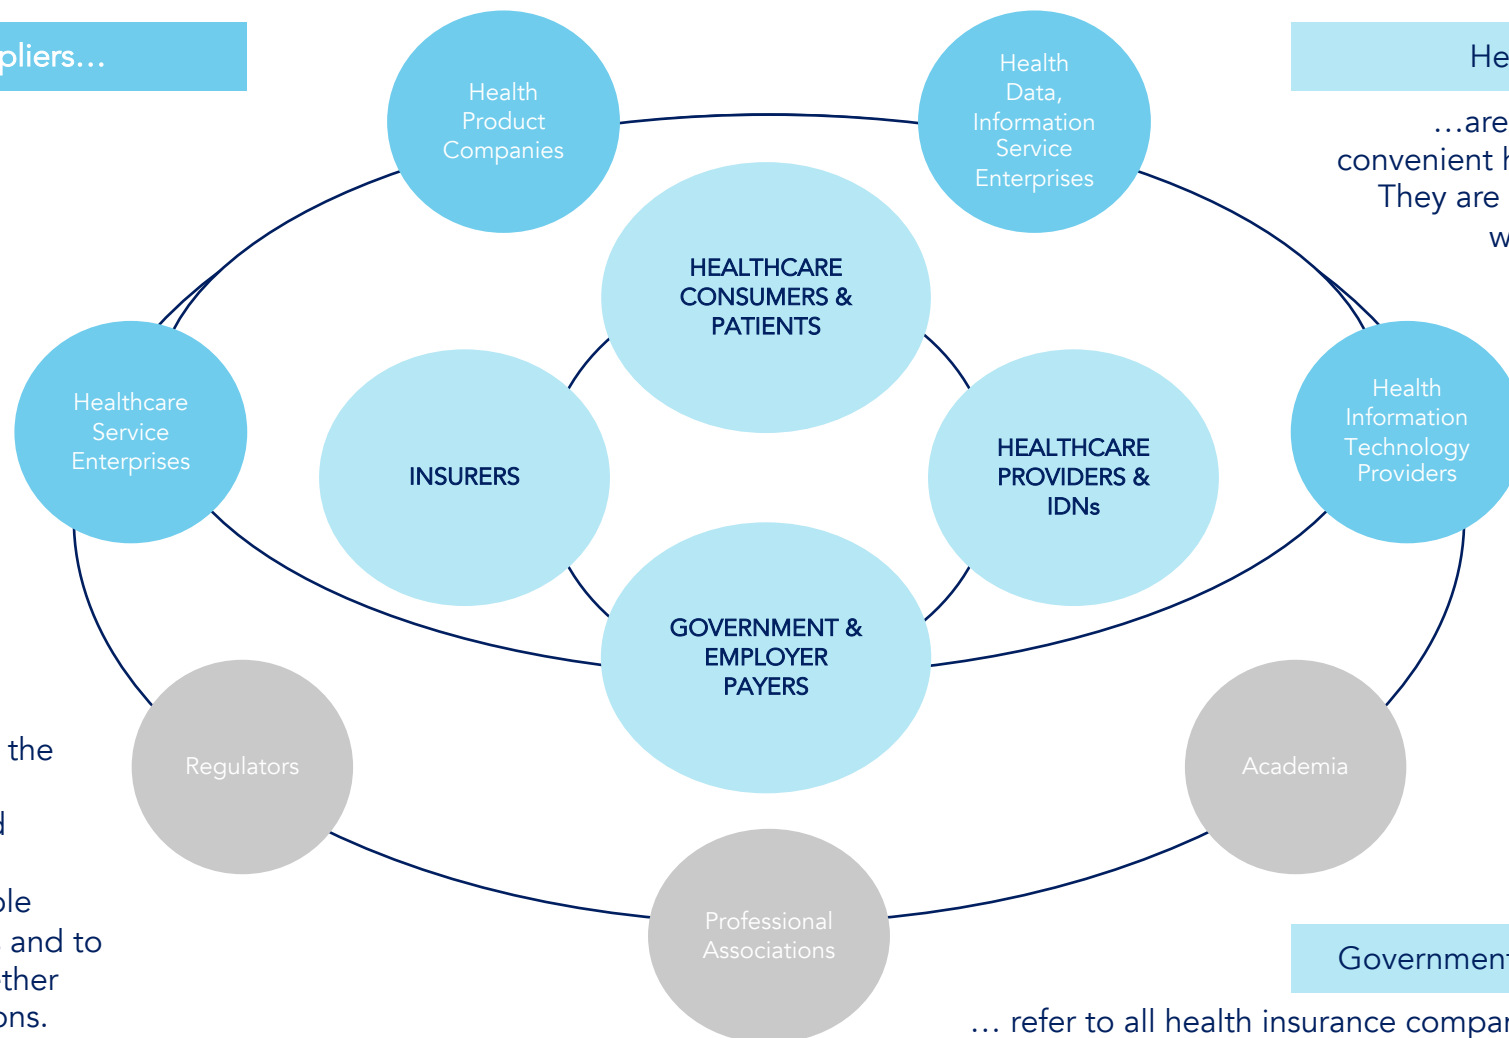 pliers...
Health
Product
Companies
Health
Data,
Information
Service
Enterprises
He
...are
convenient h
They are
w
HEALTHCARE
CONSUMERS &
PATIENTS
Healthcare
Service
Enterprises
INSURERS
HEALTHCARE
PROVIDERS &
IDNs
Health
Information
Technology
Providers
GOVERNMENT &
EMPLOYER
PAYERS
the
d
ble
and to
ther
ons.
Regulators
Academia
Professional
Associations
Government
... refer to all health insurance compan